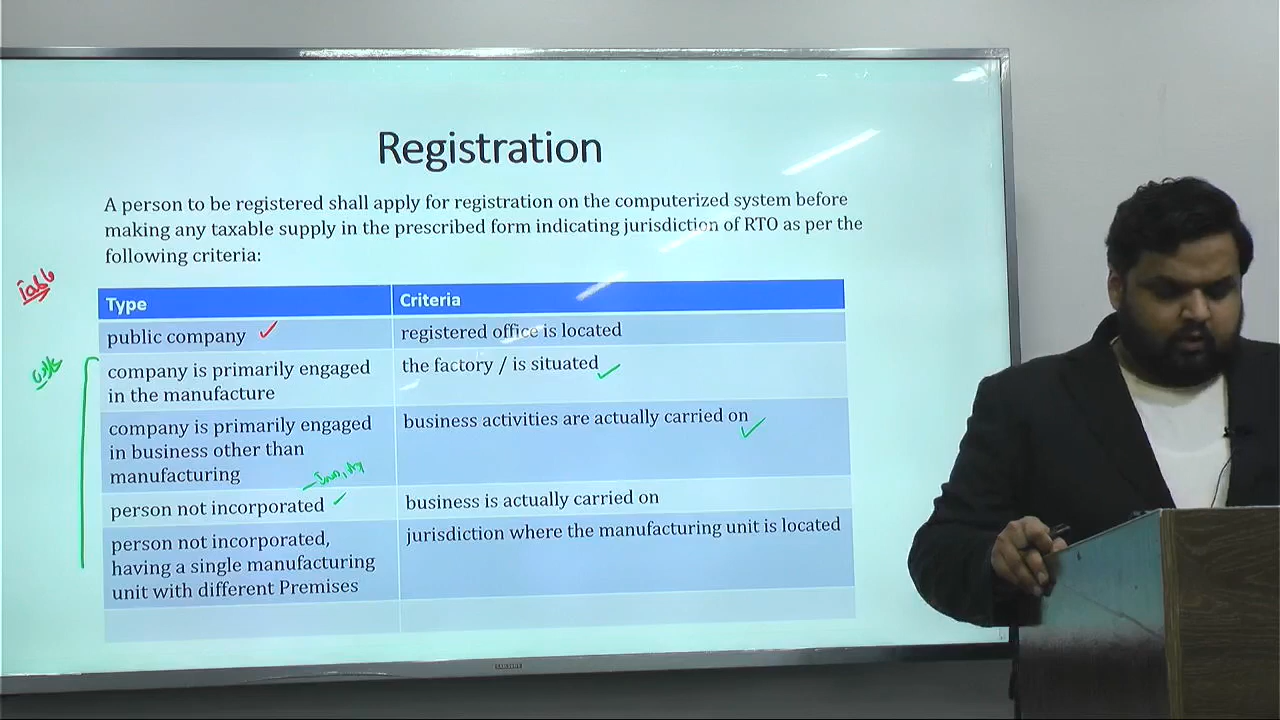 Registration
A person to be registered shall apply for registration on the computerized system before
making any taxable supply in the prescribed form indicating jurisdiction of RTO as per the
following criteria:
Type Criteria
public company registered office is located
company is primarily engaged
in the manufacture
the factory / is situated
company is primarily engaged
in business other than
manufacturing
business activities are actually carried on
person not incorporated
business is actually carried on
person not incorporated,
having a single manufacturing
unit with different Premises
jurisdiction where the manufacturing unit is located
SAMSUNG